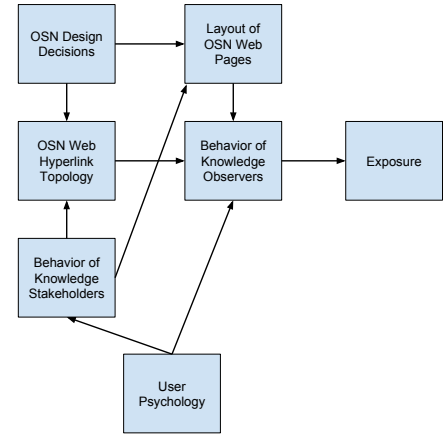 OSN Design
Decisions
Layout of
OSN Web
Pages
OSN Web
Hyperlink
Topology
Behavior of
Knowledge
Observers
Exposure
Behavior of
Knowledge
Stakeholders
User
Psychology